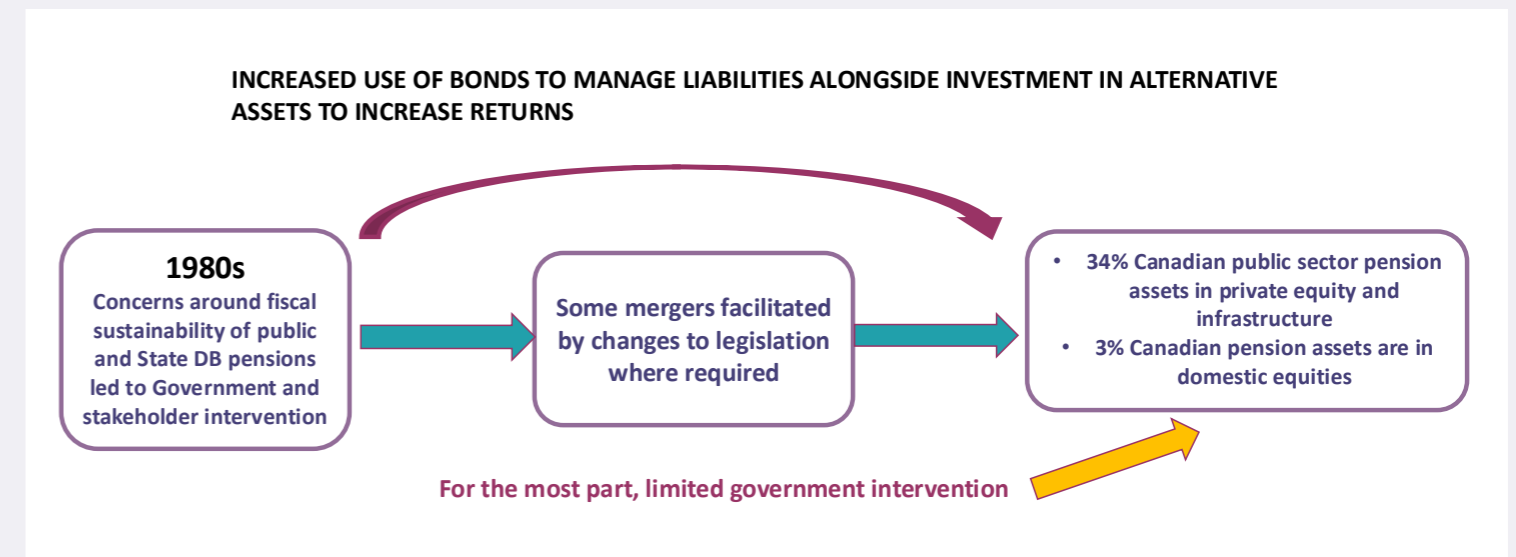 INCREASED USE OF BONDS TO MANAGE LIABILITIES ALONGSIDE INVESTMENT IN ALTERNATIVE
ASSETS TO INCREASE RETURNS
1980s
Concerns around fiscal
sustainability of public
and State DB pensions
led to Government and
stakeholder intervention
Some mergers facilitated
by changes to legislation
where required
• 34% Canadian public sector pension
assets in private equity and
infrastructure
• 3% Canadian pension assets are in
domestic equities
For the most part, limited government intervention